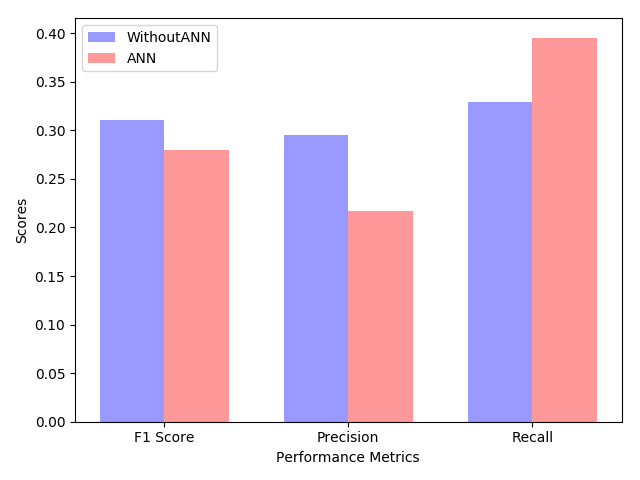 WithoutANN
ANN
0.40
0.35
0.30
0.25
0.20
0.15
0.10
0.05
0.00
Scores
F1 Score
Precision
Recall
Performance Metrics